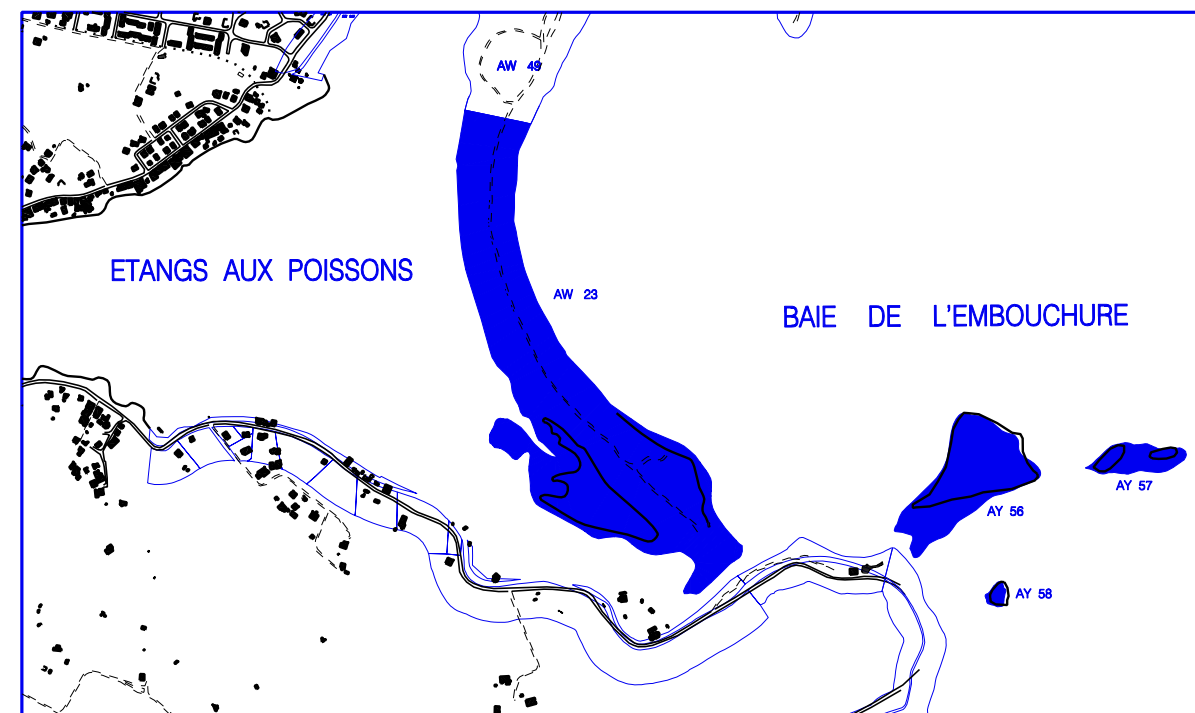 AW 49
ETANGS AUX POISSONS
AW 23
BAIE DE L'EMBOUCHURE
AY 57
AY 56
AY 58